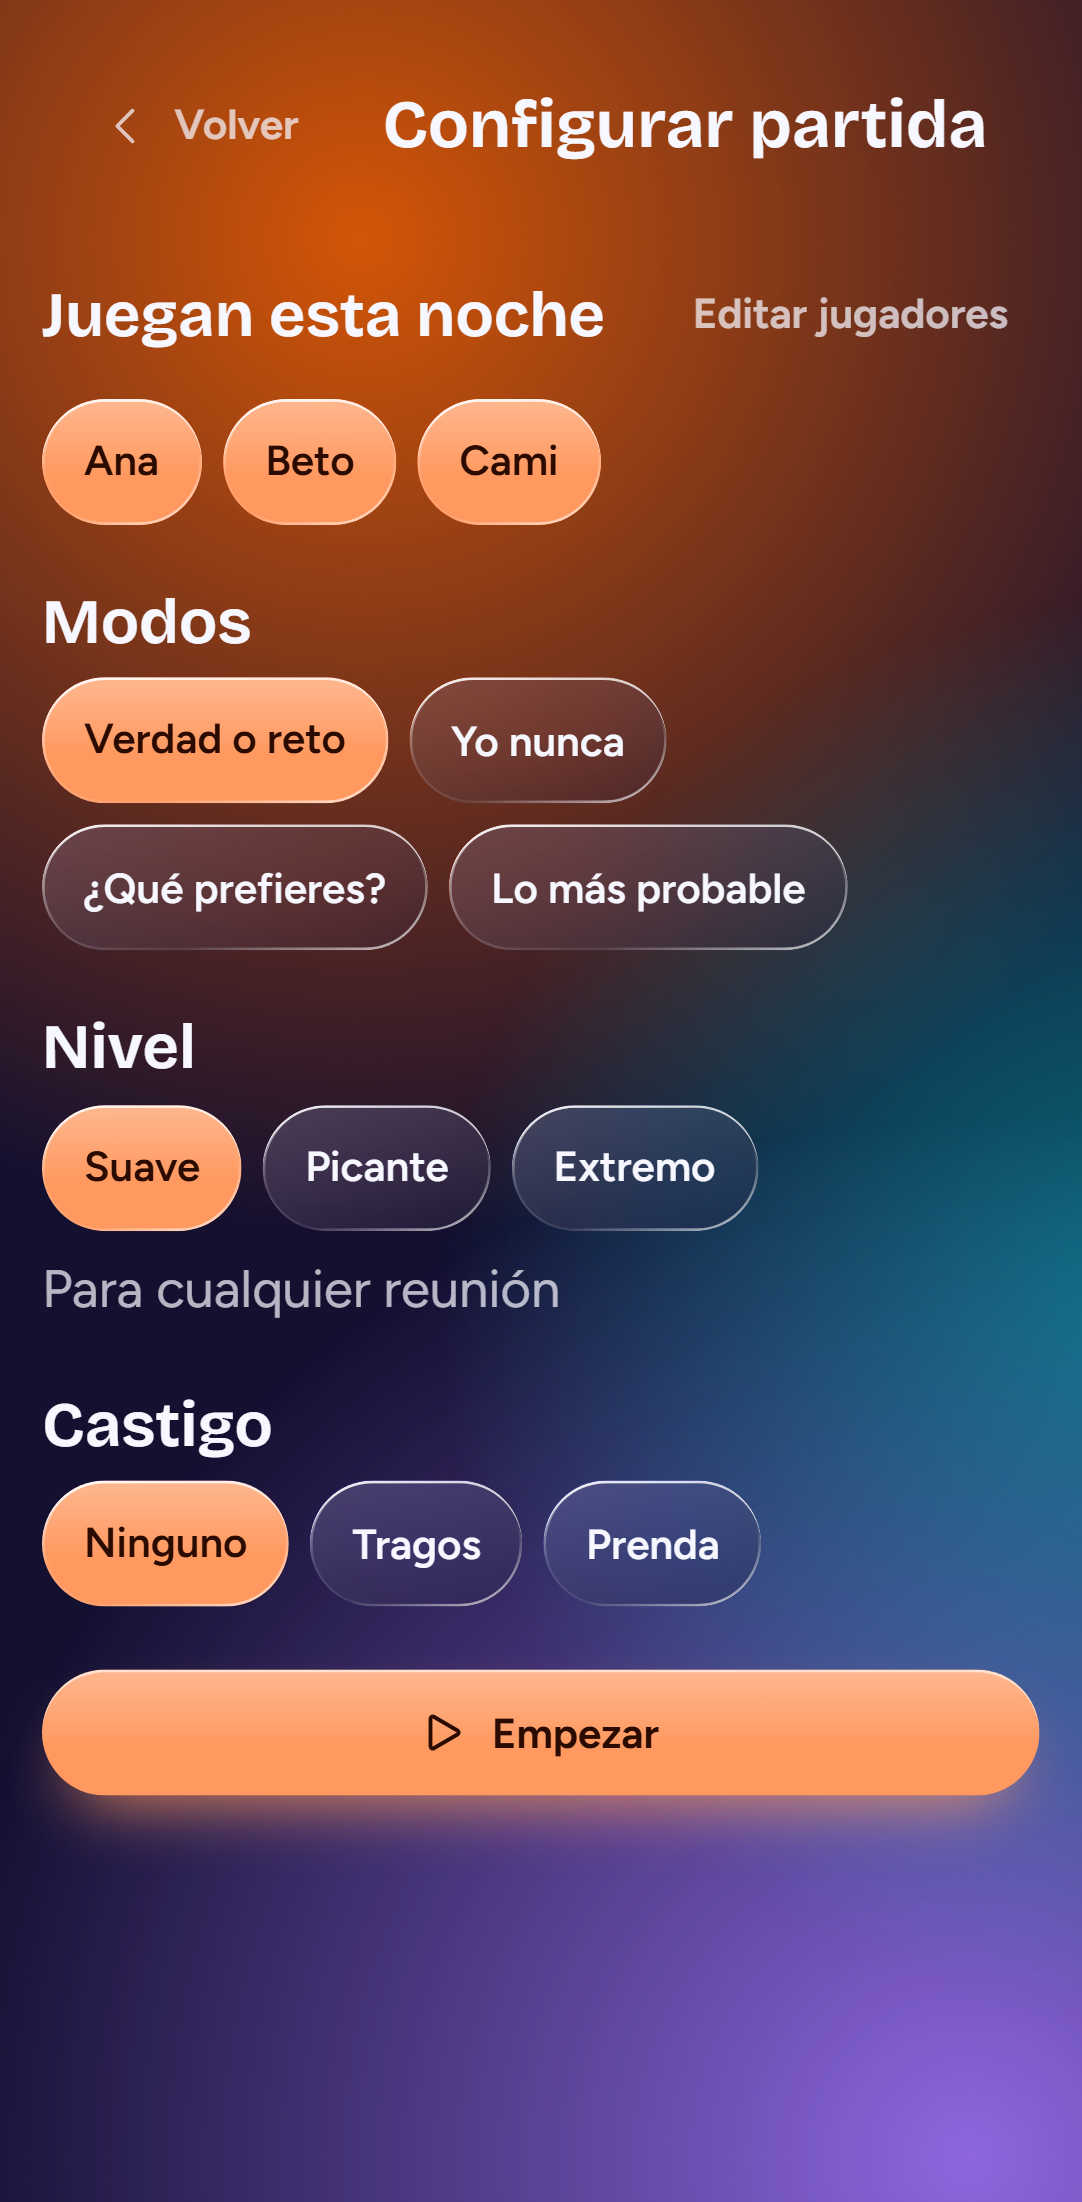 Volver Configurar partida
Juegan esta noche Editar jugadores
Ana Beto Cami
Modos
Verdad o reto Yo nunca
¿Qué prefieres? Lo más probable
Nivel
Suave Picante Extremo
Para cualquier reunión
Castigo
Ninguno Tragos Prenda
Empezar